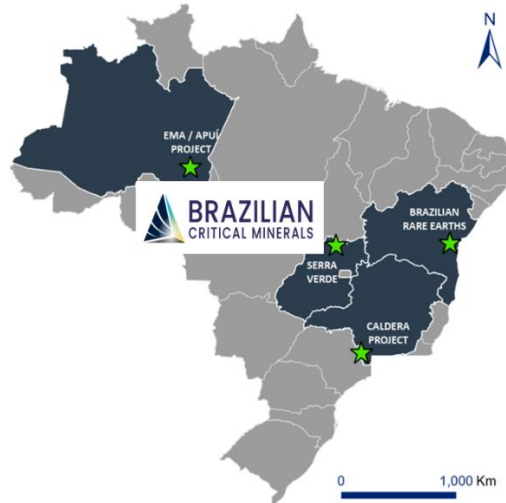 N
EMA / APUÍ
PROJECT
BRAZILIAN
CRITICAL MINERALS
BRAZILIAN
RARE EARTHS
SERRA
VERDE
CALDERA
PROJECT
0 1,000 Km